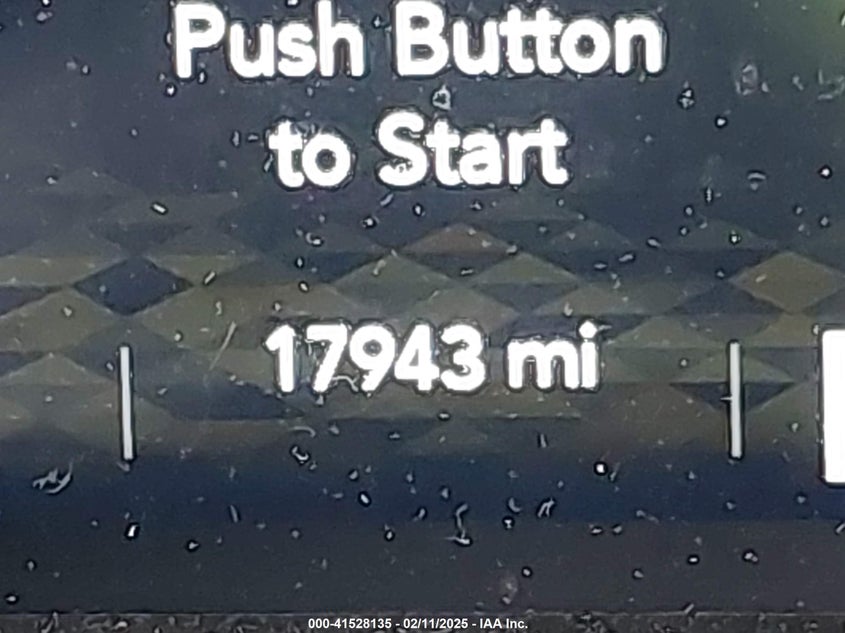 Push Button
to Start
17943 mi
000-41528135 - 02/11/2025 - IAA Inc.